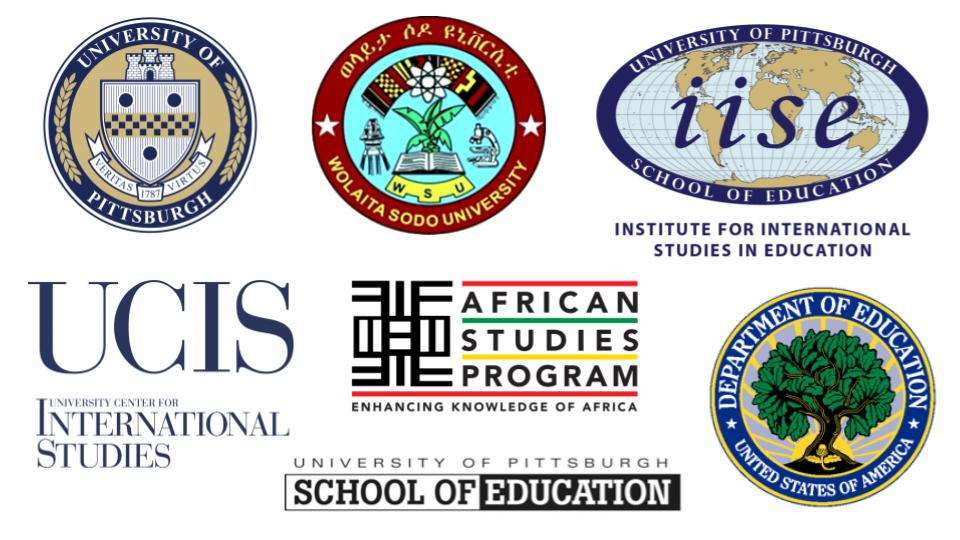 UNIVERSITY OF
PITTSBURGH
VERITAS 1787 VIRTUS
ወላይታ ሶዶ ዩኒቨርሲቲ
W S U
WOLAITA SODO UNIVERSITY
UNIVERSITY OF PITTSBURGH
iise
SCHOOL OF EDUCATION
INSTITUTE FOR INTERNATIONAL
STUDIES IN EDUCATION
UCIS
UNIVERSITY CENTER FOR
INTERNATIONAL
STUDIES
AFRICAN
STUDIES
PROGRAM
ENHANCING KNOWLEDGE OF AFRICA
DEPARTMENT OF EDUCATION
UNITED STATES OF AMERICA
UNIVERSITY OF PITTSBURGH
SCHOOL OF EDUCATION